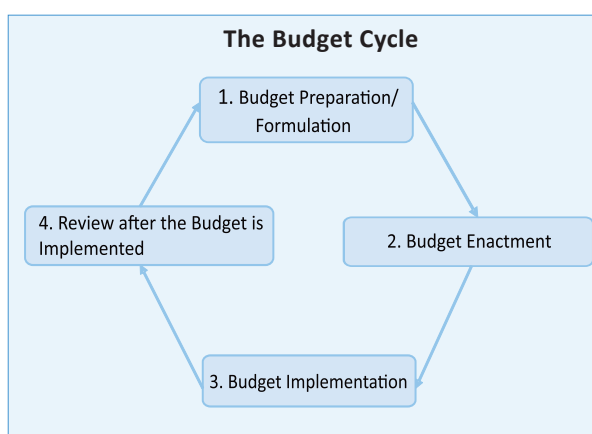 The Budget Cycle
1. Budget Preparation/
Formulation
2. Budget Enactment
3. Budget Implementation
4. Review after the Budget is
Implemented